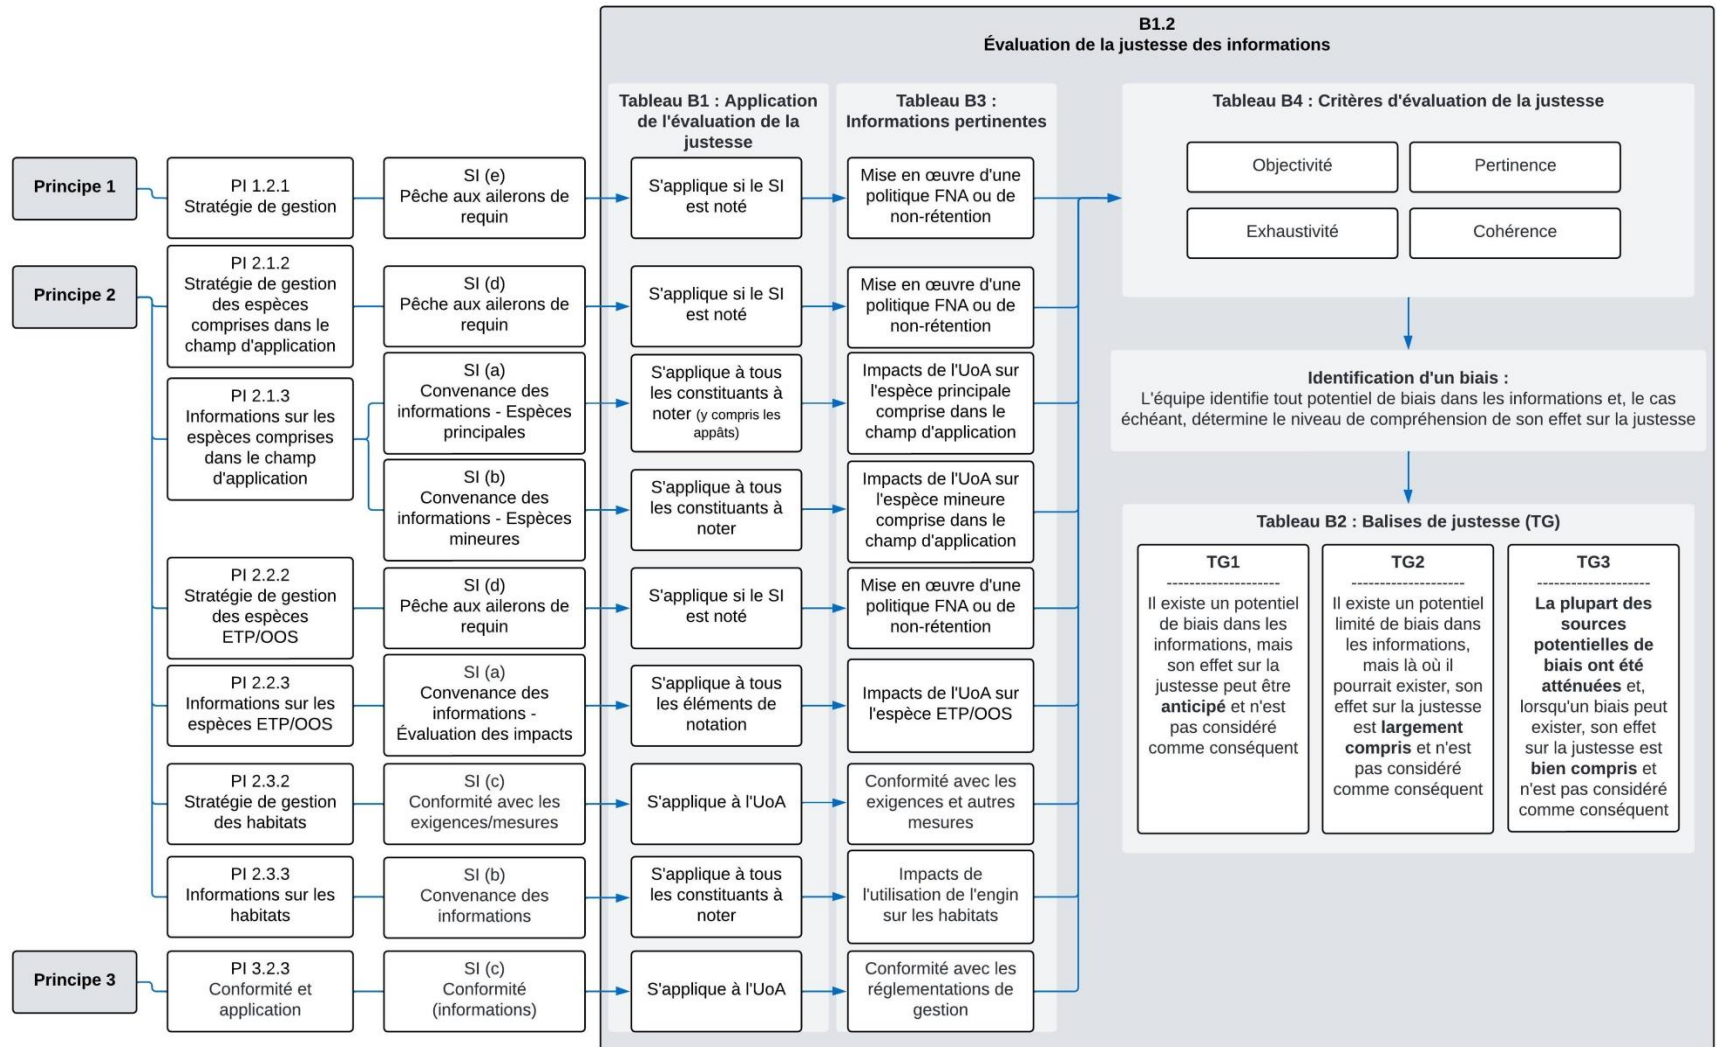 B1.2
Évaluation de la justesse des informations
Tableau B1 : Application
de l'évaluation de la
justesse
Tableau B3 :
Informations pertinentes
Tableau B4 : Critères d'évaluation de la justesse
Principe 1
PI 1.2.1
Stratégie de gestion
SI (e)
Pêche aux ailerons de
requin
S'applique si le SI
est noté
Mise en œuvre d'une
politique FNA ou de
non-rétention
Objectivité
Pertinence
Exhaustivité
Cohérence
Principe 2
PI 2.1.2
Stratégie de gestion
des espèces
comprises dans le
champ d'application
SI (d)
Pêche aux ailerons de
requin
S'applique si le SI
est noté
Mise en œuvre d'une
politique FNA ou de
non-rétention
PI 2.1.3
Informations sur les
espèces comprises
dans le champ
d'application
SI (a)
Convenance des
informations - Espèces
principales
S'applique à tous
les constituants à
noter (y compris les
appâts)
Impacts de l'UoA sur
l'espèce principale
comprise dans le
champ d'application
SI (b)
Convenance des
informations - Espèces
mineures
S'applique à tous
les constituants à
noter
Impacts de l'UoA sur
l'espèce mineure
comprise dans le
champ d'application
PI 2.2.2
Stratégie de gestion
des espèces
ETP/OOS
SI (d)
Pêche aux ailerons de
requin
S'applique si le SI
est noté
Mise en œuvre d'une
politique FNA ou de
non-rétention
PI 2.2.3
Informations sur les
espèces ETP/OOS
SI (a)
Convenance des
informations -
Évaluation des impacts
S'applique à tous
les éléments de
notation
Impacts de l'UoA sur
l'espèce ETP/OOS
PI 2.3.2
Stratégie de gestion
des habitats
SI (c)
Conformité avec les
exigences/mesures
S'applique à l'UoA
Conformité avec les
exigences et autres
mesures
PI 2.3.3
Informations sur les
habitats
SI (b)
Convenance des
informations
S'applique à tous
les constituants à
noter
Impacts de
l'utilisation de l'engin
sur les habitats
Principe 3
PI 3.2.3
Conformité et
application
SI (c)
Conformité
(informations)
S'applique à l'UoA
Conformité avec les
réglementations de
gestion
Identification d'un biais :
L'équipe identifie tout potentiel de biais dans les informations et, le cas
échéant, détermine le niveau de compréhension de son effet sur la justesse
Tableau B2 : Balises de justesse (TG)
TG1
--------------------
Il existe un potentiel
de biais dans les
informations, mais
son effet sur la
justesse peut être
anticipé et n'est
pas considéré
comme conséquent
TG2
--------------------
Il existe un potentiel
limité de biais dans
les informations,
mais là où il
pourrait exister, son
effet sur la justesse
est largement
compris et n'est
pas considéré
comme conséquent
TG3
--------------------
La plupart des
sources
potentielles de
biais ont été
atténuées et,
lorsqu'un biais peut
exister, son effet
sur la justesse est
bien compris et
n'est pas considéré
comme conséquent